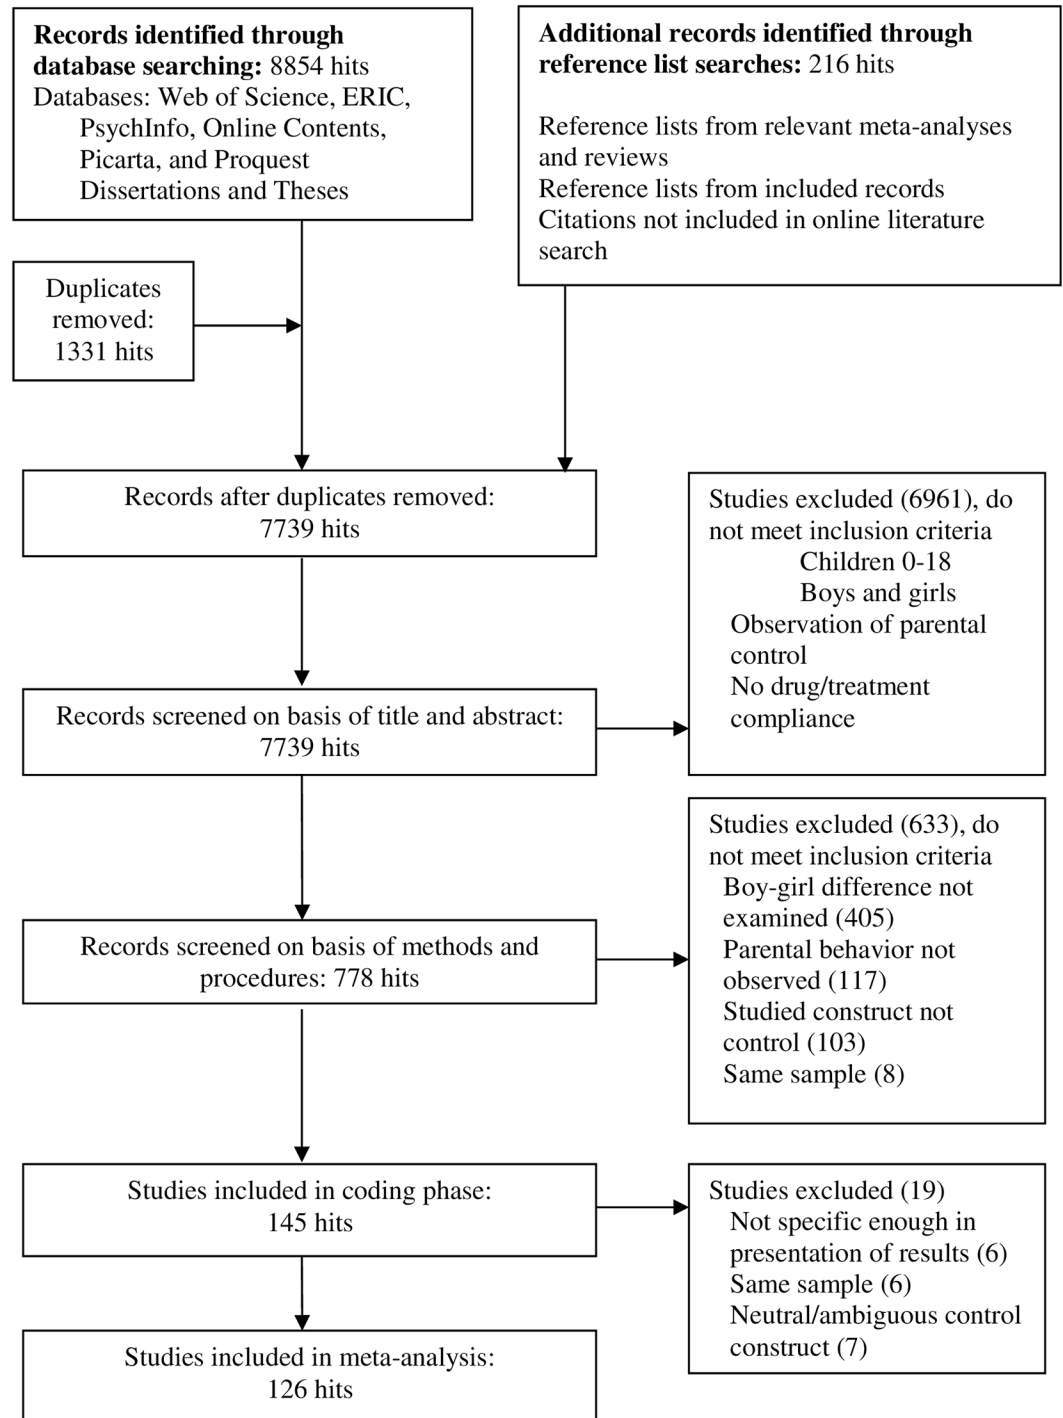 Records identified through
database searching: 8854 hits
Databases: Web of Science, ERIC,
PsychInfo, Online Contents,
Picarta, and Proquest
Dissertations and Theses
Additional records identified through
reference list searches: 216 hits
Reference lists from relevant meta-analyses
and reviews
Reference lists from included records
Citations not included in online literature
search
Duplicates
removed:
1331 hits
Records after duplicates removed:
7739 hits
Studies excluded (6961), do
not meet inclusion criteria
Children 0-18
Boys and girls
Observation of parental
control
No drug/treatment
compliance
Records screened on basis of title and abstract:
7739 hits
Studies excluded (633), do
not meet inclusion criteria
Boy-girl difference not
examined (405)
Parental behavior not
observed (117)
Studied construct not
control (103)
Same sample (8)
Records screened on basis of methods and
procedures: 778 hits
Studies included in coding phase:
145 hits
Studies excluded (19)
Not specific enough in
presentation of results (6)
Same sample (6)
Neutral/ambiguous control
construct (7)
Studies included in meta-analysis:
126 hits